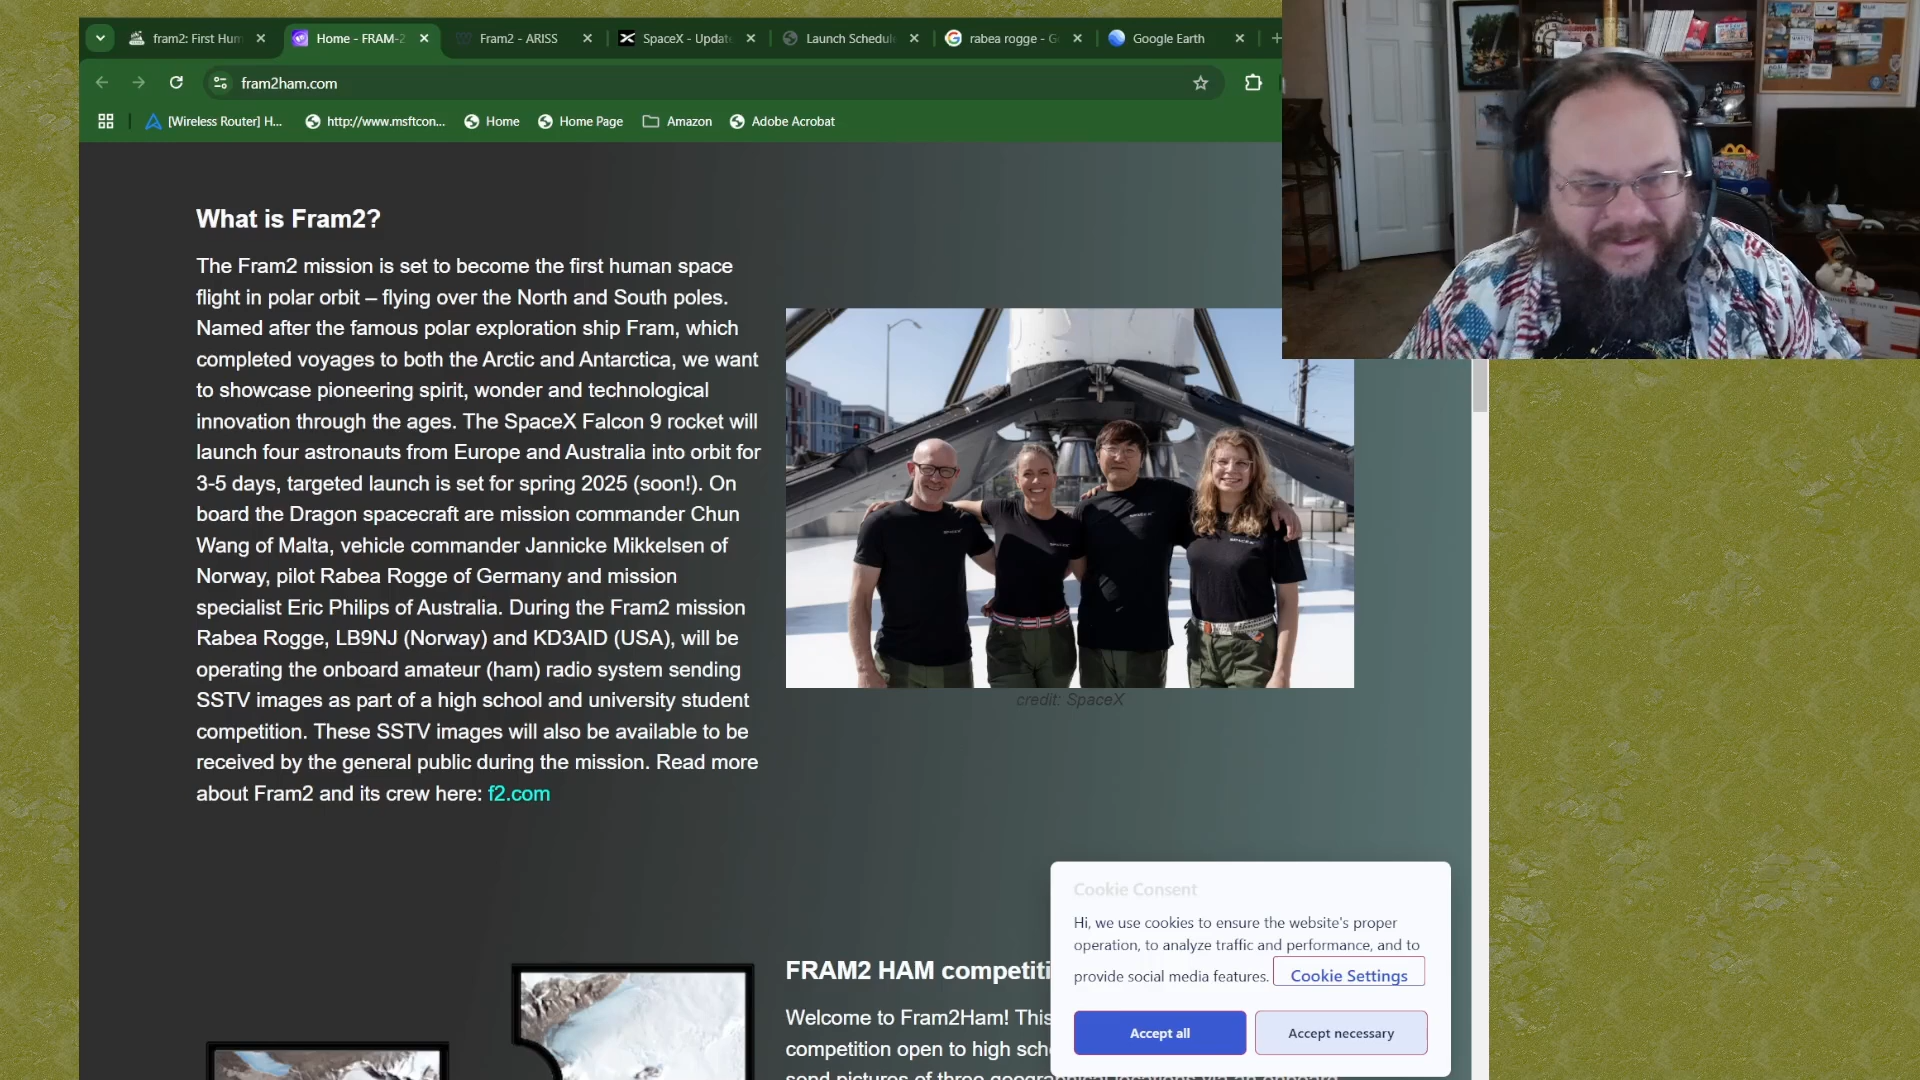 fram2: First Hum
Home - FRAM-2
Fram2 - ARISS
SpaceX - Update
Launch Schedule
rabea rogge - G
Google Earth
fram2ham.com
[Wireless Router] H...
http://www.msftcon...
Home
Home Page
Amazon
Adobe Acrobat
What is Fram2?
The Fram2 mission is set to become the first human space
flight in polar orbit – flying over the North and South poles.
Named after the famous polar exploration ship Fram, which
completed voyages to both the Arctic and Antarctica, we want
to showcase pioneering spirit, wonder and technological
innovation through the ages. The SpaceX Falcon 9 rocket will
launch four astronauts from Europe and Australia into orbit for
3-5 days, targeted launch is set for spring 2025 (soon!). On
board the Dragon spacecraft are mission commander Chun
Wang of Malta, vehicle commander Jannicke Mikkelsen of
Norway, pilot Rabea Rogge of Germany and mission
specialist Eric Philips of Australia. During the Fram2 mission
Rabea Rogge, LB9NJ (Norway) and KD3AID (USA), will be
operating the onboard amateur (ham) radio system sending
SSTV images as part of a high school and university student
competition. These SSTV images will also be available to be
received by the general public during the mission. Read more
about Fram2 and its crew here: f2.com
credit: SpaceX
FRAM2 HAM competiti
Welcome to Fram2Ham! This
competition open to high scho
send pictures of three geographical locations via an onboard
Cookie Consent
Hi, we use cookies to ensure the website's proper
operation, to analyze traffic and performance, and to
provide social media features. Cookie Settings
Accept all
Accept necessary